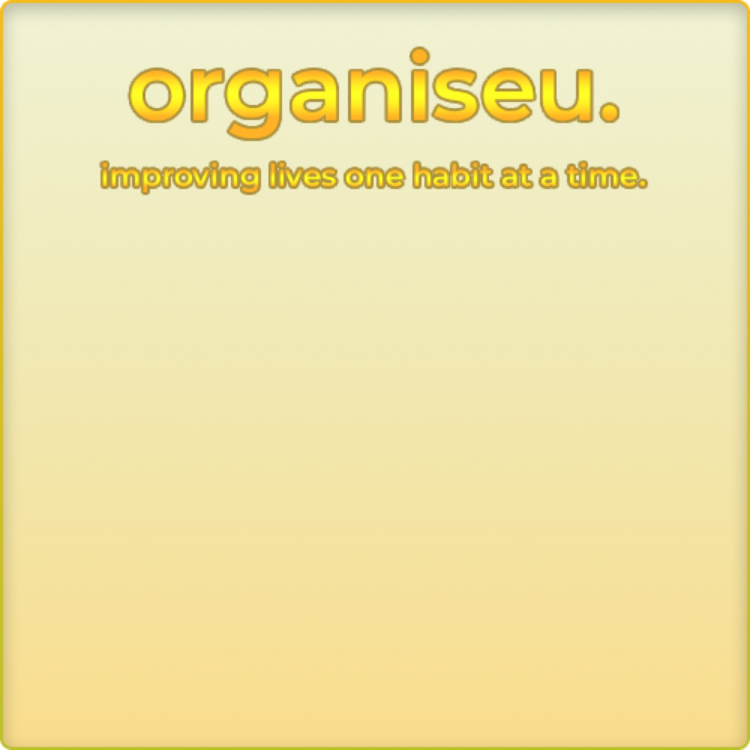 organiseu.
improving lives one habit at a time.